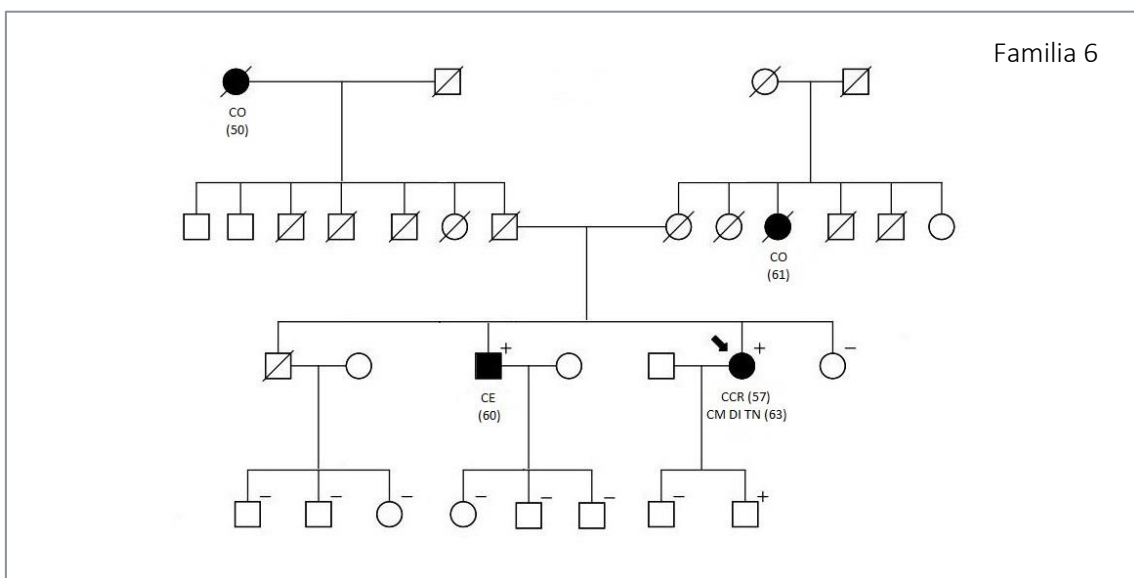 Familia 6
CO
(50)
CO
(61)
+
+
−
CE
(60)
CCR (57)
CM DI TN (63)
−
−
−
−
−
−
−
+